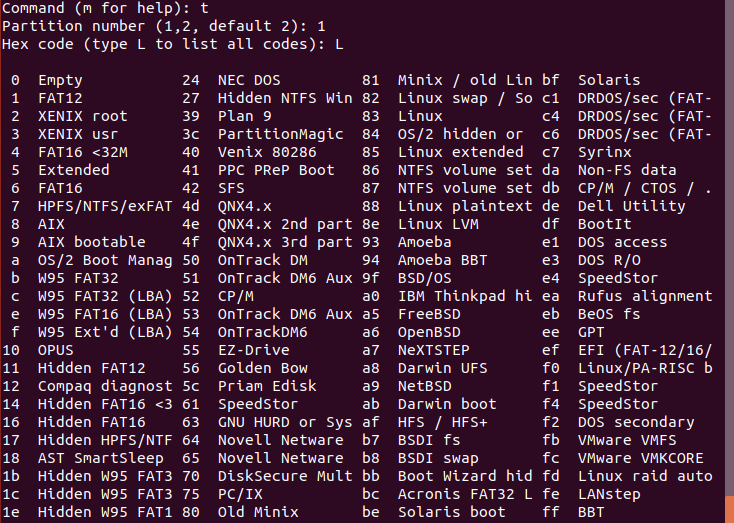 Command (m for help): t
Partition number (1,2, default 2): 1
Hex code (type L to list all codes): L
0 Empty 24 NEC DOS 81 Minix / old Lin bf Solaris
1 FAT12 27 Hidden NTFS Win 82 Linux swap / So c1 DRDOS/sec (FAT-
2 XENIX root 39 Plan 9 83 Linux c4 DRDOS/sec (FAT-
3 XENIX usr 3c PartitionMagic 84 OS/2 hidden or c6 DRDOS/sec (FAT-
4 FAT16 <32M 40 Venix 80286 85 Linux extended c7 Syrinx
5 Extended 41 PPC PReP Boot 86 NTFS volume set da Non-FS data
6 FAT16 42 SFS 87 NTFS volume set db CP/M / CTOS / .
7 HPFS/NTFS/exFAT 4d QNX4.x 88 Linux plaintext de Dell Utility
8 AIX 4e QNX4.x 2nd part 8e Linux LVM df BootIt
9 AIX bootable 4f QNX4.x 3rd part 93 Amoeba e1 DOS access
a OS/2 Boot Manag 50 OnTrack DM 94 Amoeba BBT e3 DOS R/O
b W95 FAT32 51 OnTrack DM6 Aux 9f BSD/OS e4 SpeedStor
c W95 FAT32 (LBA) 52 CP/M a0 IBM Thinkpad hi ea Rufus alignment
e W95 FAT16 (LBA) 53 OnTrack DM6 Aux a5 FreeBSD eb BeOS fs
f W95 Ext'd (LBA) 54 OnTrackDM6 a6 OpenBSD ee GPT
10 OPUS 55 EZ-Drive a7 NeXTSTEP ef EFI (FAT-12/16/
11 Hidden FAT12 56 Golden Bow a8 Darwin UFS f0 Linux/PA-RISC b
12 Compaq diagnost 5c Priam Edisk a9 NetBSD f1 SpeedStor
14 Hidden FAT16 <3 61 SpeedStor ab Darwin boot f4 SpeedStor
16 Hidden FAT16 63 GNU HURD or Sys af HFS / HFS+ f2 DOS secondary
17 Hidden HPFS/NTF 64 Novell Netware b7 BSDI fs fb VMware VMFS
18 AST SmartSleep 65 Novell Netware b8 BSDI swap fc VMware VMKCORE
1b Hidden W95 FAT3 70 DiskSecure Mult bb Boot Wizard hid fd Linux raid auto
1c Hidden W95 FAT3 75 PC/IX bc Acronis FAT32 L fe LANstep
1e Hidden W95 FAT1 80 Old Minix be Solaris boot ff BBT